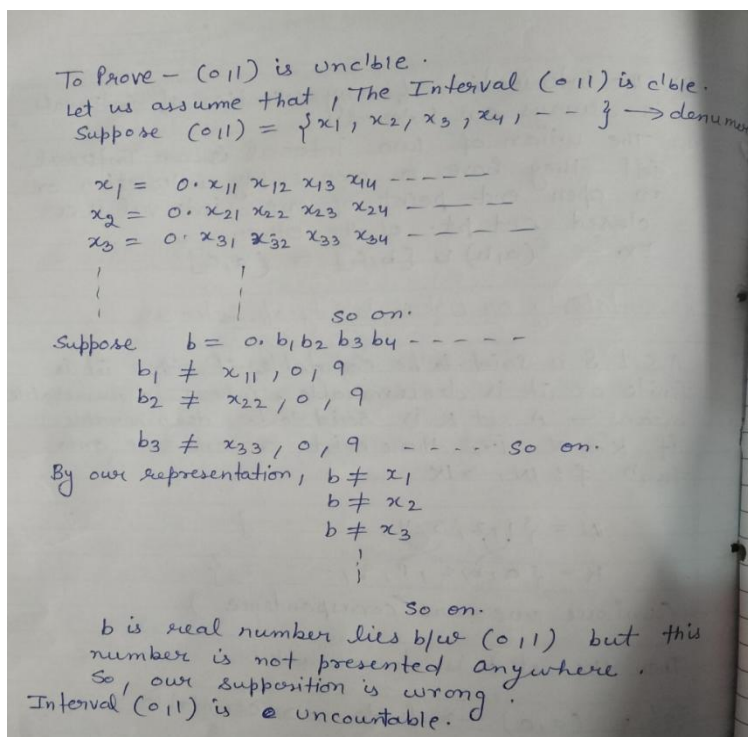 To Prove - (0,1) is unc'ble.
Let us assume that, The Interval (0,1) is c'ble.
Suppose (0,1) = {x1, x2, x3, x4, - - } → denumer
x1 = 0. x11 x12 x13 x14 - - - - -
x2 = 0. x21 x22 x23 x24 - - - -
x3 = 0. x31 x32 x33 x34 - - - -
so on.
Suppose b = 0. b1 b2 b3 b4 - - - - -
b1 ≠ x11, 0, 9
b2 ≠ x22, 0, 9
b3 ≠ x33, 0, 9 - - - - so on.
By our representation, b ≠ x1
b ≠ x2
b ≠ x3
So on.
b is real number lies b/w (0,1) but this
number is not presented anywhere.
So, our supposition is wrong.
Interval (0,1) is uncountable.